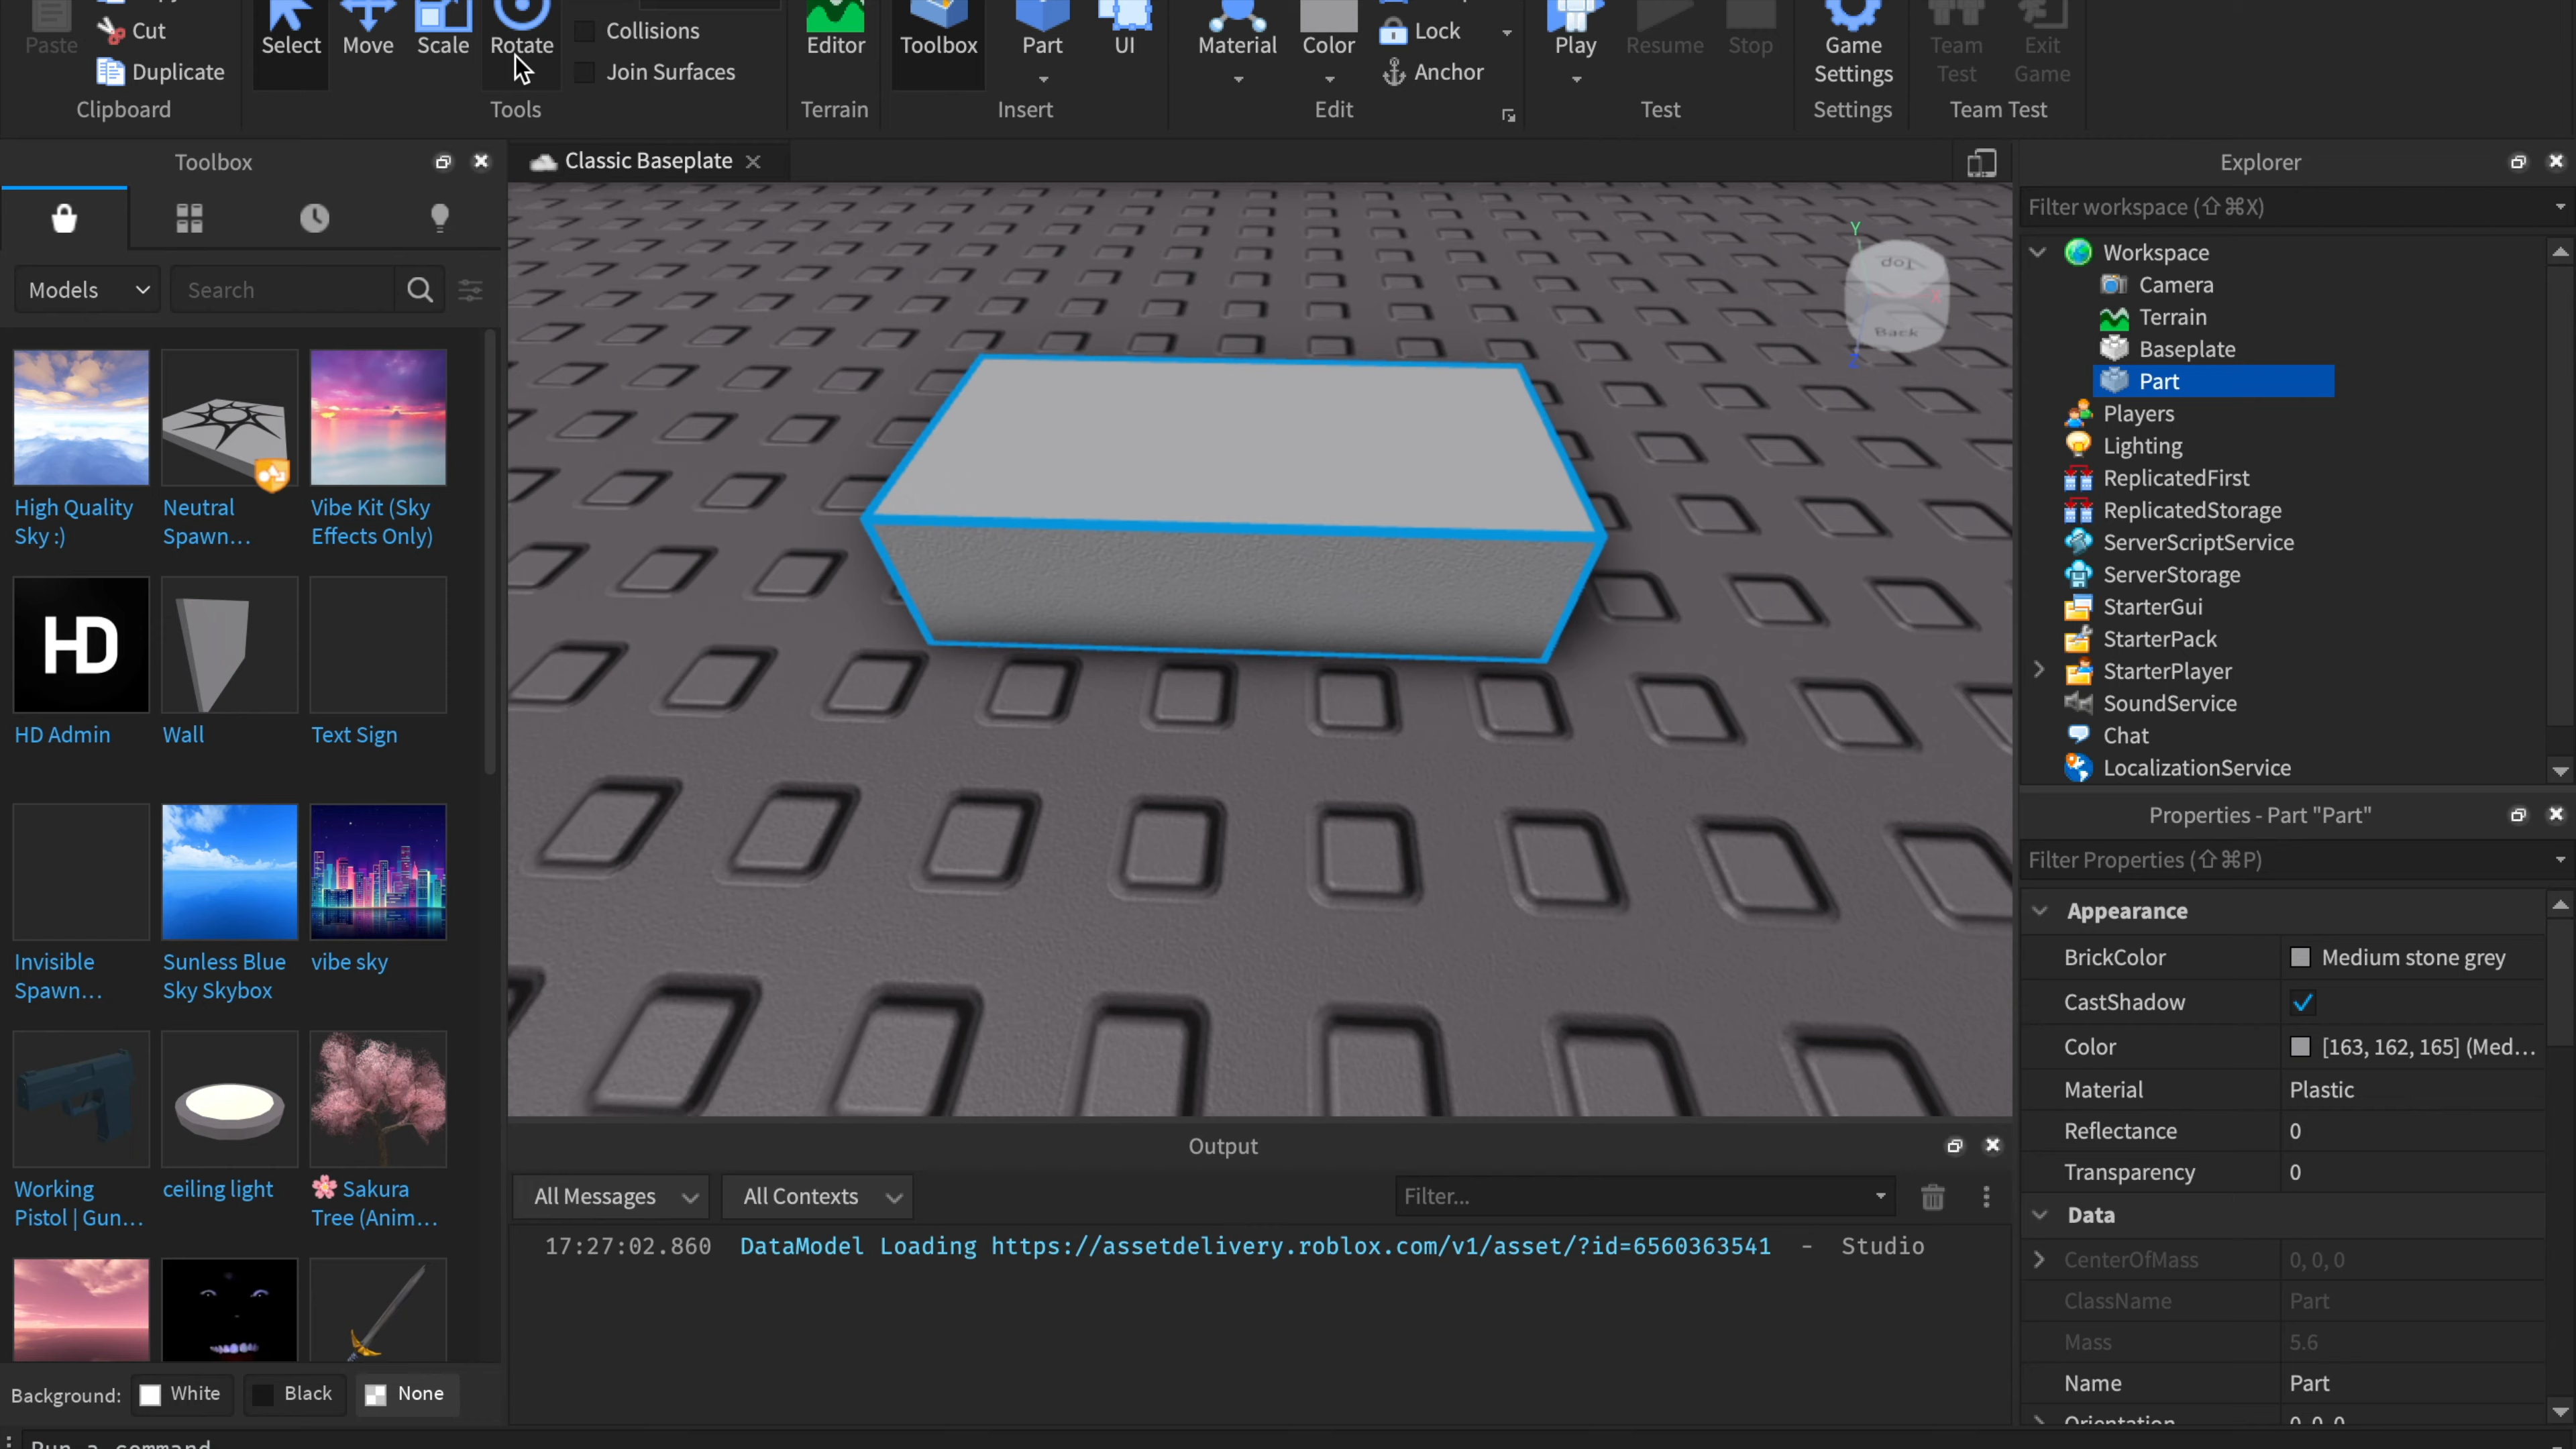 Paste
Cut
Duplicate
Clipboard
Select
Move
Scale
Rotate
Collisions
Join Surfaces
Tools
Editor
Terrain
Toolbox
Part
UI
Insert
Material
Color
Lock
Anchor
Edit
Play
Resume
Stop
Test
Game
Settings
Settings
Team
Test
Exit
Game
Team Test
Toolbox
Models
Search
High Quality
Sky :)
Neutral
Spawn...
Vibe Kit (Sky
Effects Only)
HD
HD Admin
Wall
Text Sign
Invisible
Spawn...
Sunless Blue
Sky Skybox
vibe sky
Working
Pistol | Gun...
ceiling light
🌸 Sakura
Tree (Anim...
Background:
White
Black
None
Run a command
Classic Baseplate
Y
Top
X
Back
Z
Output
All Messages
All Contexts
Filter...
17:27:02.860 DataModel Loading https://assetdelivery.roblox.com/v1/asset/?id=6560363541 - Studio
Explorer
Filter workspace (⇧⌘X)
Workspace
Camera
Terrain
Baseplate
Part
Players
Lighting
ReplicatedFirst
ReplicatedStorage
ServerScriptService
ServerStorage
StarterGui
StarterPack
StarterPlayer
SoundService
Chat
LocalizationService
Properties - Part "Part"
Filter Properties (⇧⌘P)
Appearance
BrickColor Medium stone grey
CastShadow
Color [163, 162, 165] (Med...
Material Plastic
Reflectance 0
Transparency 0
Data
CenterOfMass 0, 0, 0
ClassName Part
Mass 5.6
Name Part
Orientation 0, 0, 0